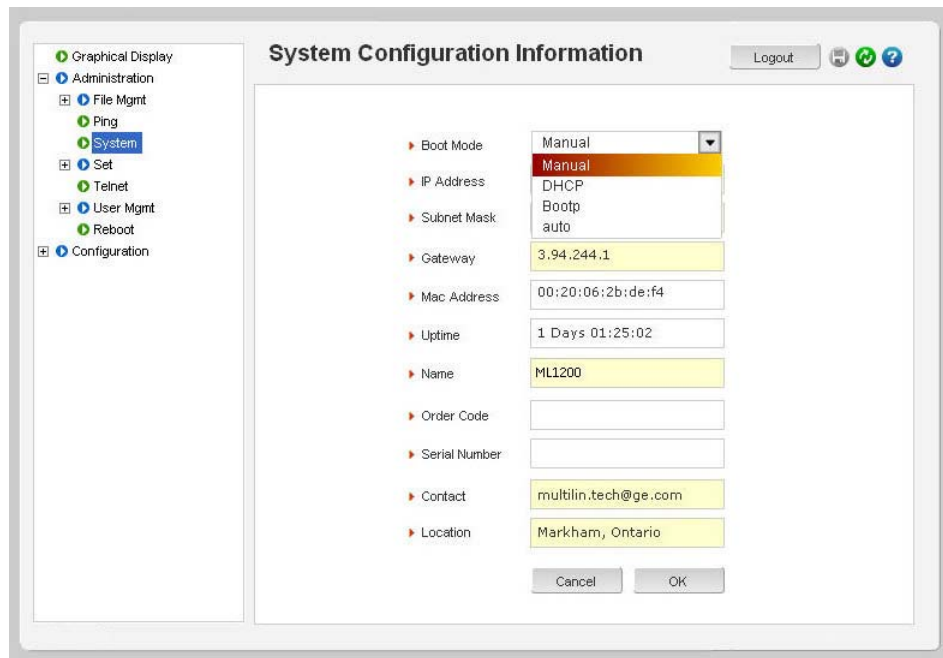 Graphical Display
Administration
File Mgmt
Ping
System
Set
Telnet
User Mgmt
Reboot
Configuration
System Configuration Information
Logout
Boot Mode Manual
Manual
IP Address
DHCP
Bootp
Subnet Mask
auto
Gateway 3.94.244.1
Mac Address 00:20:06:2b:de:f4
Uptime 1 Days 01:25:02
Name ML1200
Order Code
Serial Number
Contact multilin.tech@ge.com
Location Markham, Ontario
Cancel OK